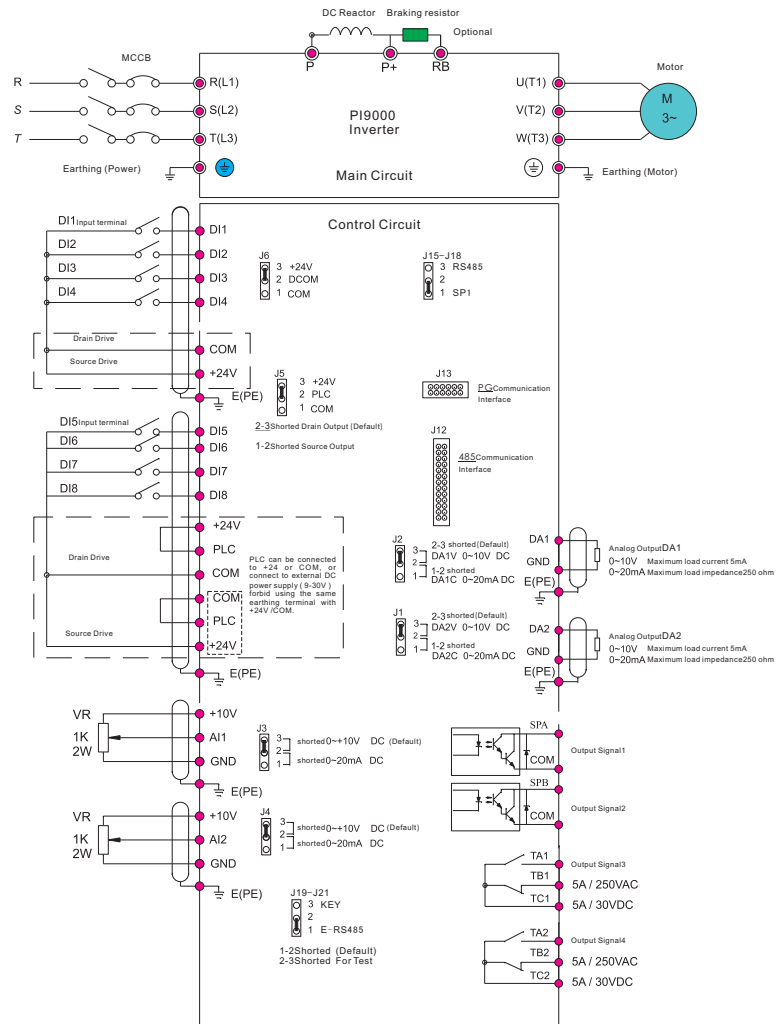 DC Reactor Braking resistor
Optional
P P+ RB
MCCB
Motor
R R(L1) U(T1)
S S(L2) V(T2)
T T(L3) W(T3)
M
3~
PI9000
Inverter
Earthing (Power)
Earthing (Motor)
Main Circuit
Control Circuit
DI1 Input terminal DI1
DI2 DI2
DI3 DI3
DI4 DI4
J6
3 +24V
2 DCOM
1 COM
J15-J18
3 RS485
2
1 SP1
Drain Drive
COM
Source Drive
+24V
E(PE)
J5
3 +24V
2 PLC
1 COM
2-3Shorted Drain Output (Default)
1-2Shorted Source Output
J13
PGCommunication
Interface
J12
485Communication
Interface
DI5Input terminal DI5
DI6 DI6
DI7 DI7
DI8 DI8
+24V
PLC
Drain Drive
COM
COM
PLC
Source Drive
+24V
E(PE)
PLC can be connected
to +24 or COM, or
connect to external DC
power supply ( 9-30V )
forbid using the same
earthing terminal with
+24V /COM.
J2
3
2
1
2-3 shorted(Default)
DA1V 0~10V DC
1-2 shorted
DA1C 0~20mA DC
DA1
GND
E(PE)
Analog OutputDA1
0~10V Maximum load current 5mA
0~20mA Maximum load impedance250 ohm
J1
3
2
1
2-3shorted(Default)
DA2V 0~10V DC
1-2 shorted
DA2C 0~20mA DC
DA2
GND
E(PE)
Analog OutputDA2
0~10V Maximum load current 5mA
0~20mA Maximum load impedance250 ohm
VR
1K
2W
+10V
AI1
GND
E(PE)
J3
3
2
1
shorted0~+10V DC (Default)
shorted0~20mA DC
SPA
COM
Output Signal1
SPB
COM
Output Signal2
VR
1K
2W
+10V
AI2
GND
E(PE)
J4
3
2
1
shorted0~+10V DC(Default)
shorted0~20mA DC
TA1 Output Signal3
TB1 5A / 250VAC
TC1 5A / 30VDC
J19-J21
3 KEY
2
1 E-RS485
1-2Shorted (Default)
2-3Shorted For Test
TA2 Output Signal4
TB2 5A / 250VAC
TC2 5A / 30VDC